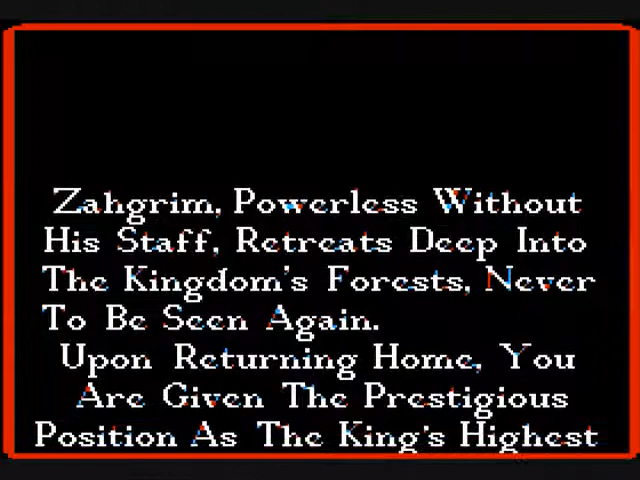 Zahgrim, Powerless Without
His Staff, Retreats Deep Into
The Kingdom's Forests, Never
To Be Seen Again.
Upon Returning Home, You
Are Given The Prestigious
Position As The King's Highest